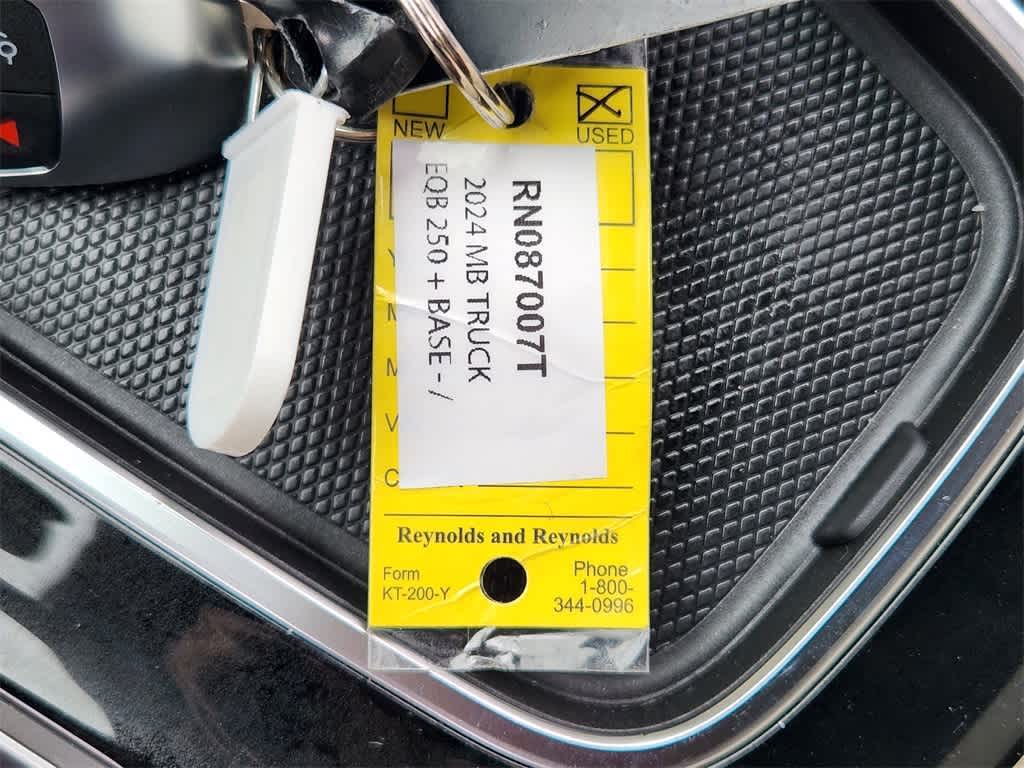 NEW
USED
RN087007T
2024 MB TRUCK
EQB 250 + BASE - /
Y
M
M
V
C
Reynolds and Reynolds
Form
KT-200-Y
Phone
1-800-
344-0996